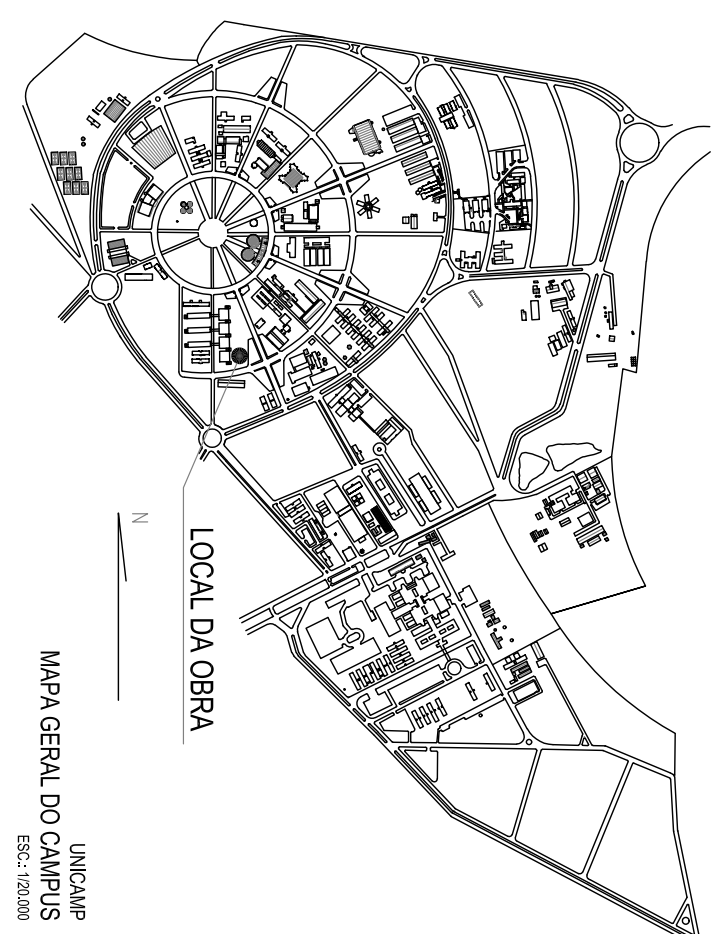 N
LOCAL DA OBRA
UNICAMP
MAPA GERAL DO CAMPUS
ESC.: 1/20.000